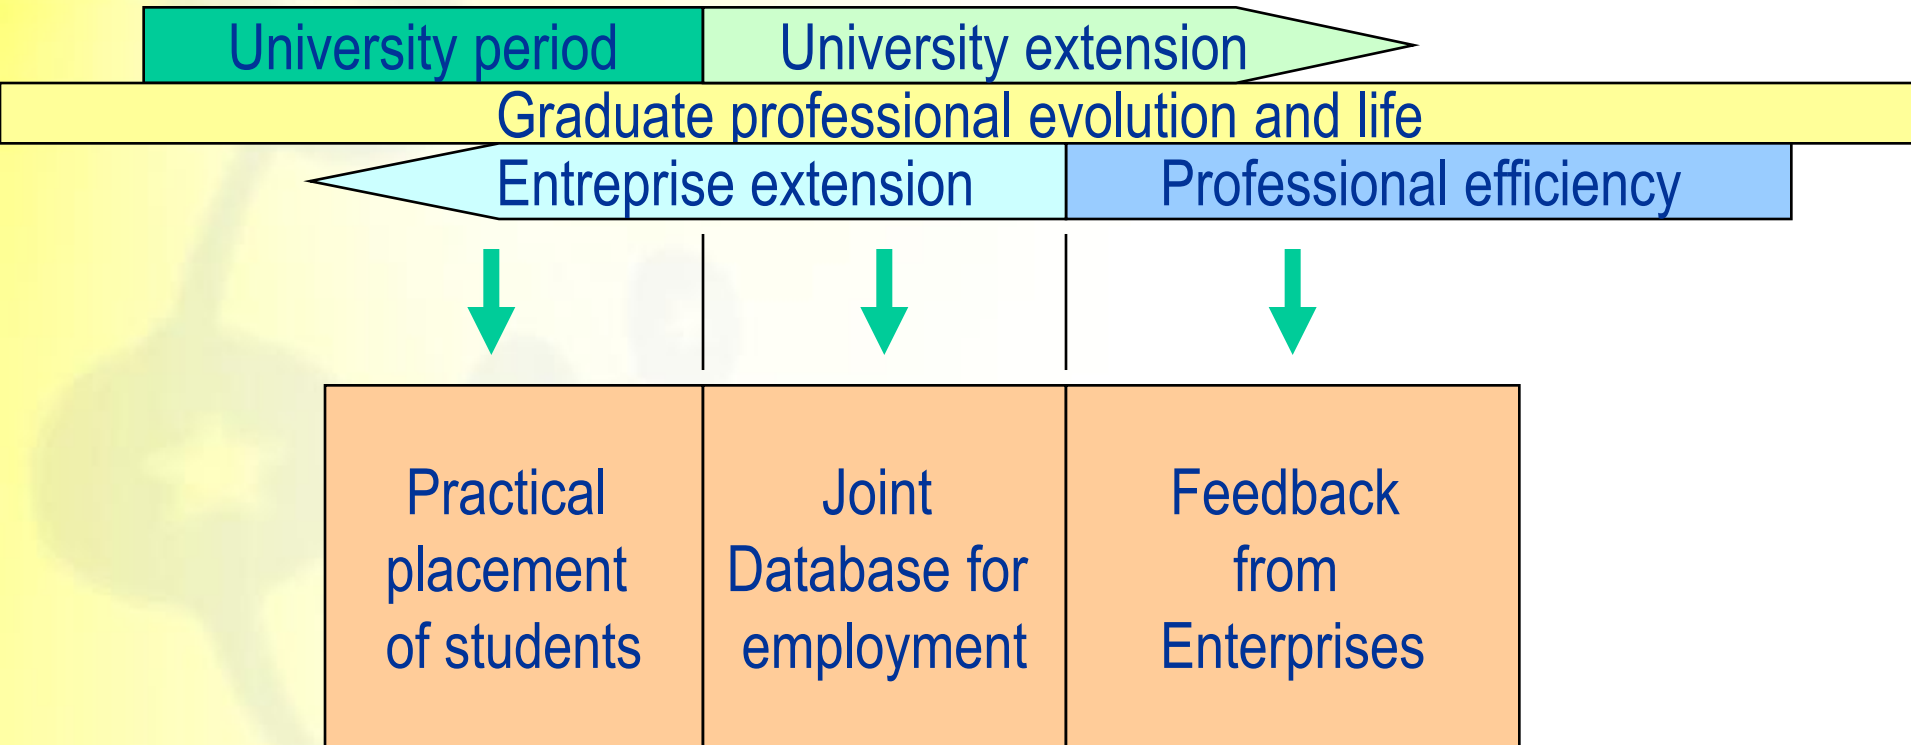 University period
University extension
Graduate professional evolution and life
Entreprise extension
Professional efficiency
Practical
placement
of students
Joint
Database for
employment
Feedback
from
Enterprises